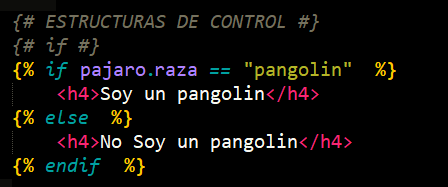 {# ESTRUCTURAS DE CONTROL #}
{# if #}
{% if pajaro.raza == "pangolin"  %}
    <h4>Soy un pangolin</h4>
{% else  %}
    <h4>No Soy un pangolin</h4>
{% endif  %}